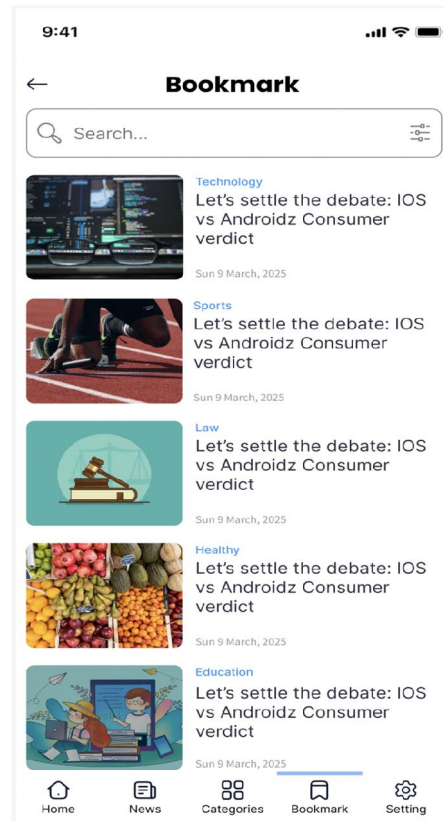 9:41
Bookmark
Search...
Technology
Let's settle the debate: IOS
vs Androidz Consumer
verdict
Sun 9 March, 2025
Sports
Let's settle the debate: IOS
vs Androidz Consumer
verdict
Sun 9 March, 2025
Law
Let's settle the debate: IOS
vs Androidz Consumer
verdict
Sun 9 March, 2025
Healthy
Let's settle the debate: IOS
vs Androidz Consumer
verdict
Sun 9 March, 2025
Education
Let's settle the debate: IOS
vs Androidz Consumer
verdict
Sun 9 March, 2025
Home News Categories Bookmark Setting